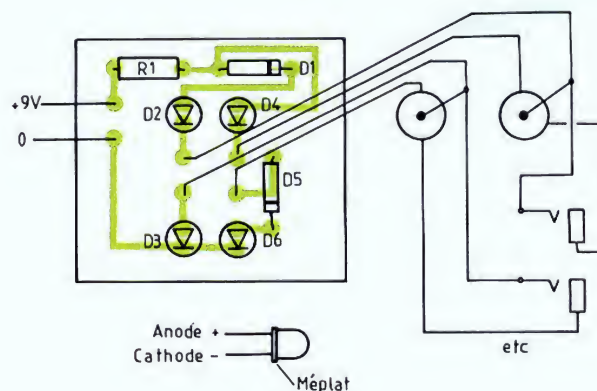 R1
D1
+9V
D2
D4
0
D5
D3
D6
etc
Anode +
Cathode -
Méplat